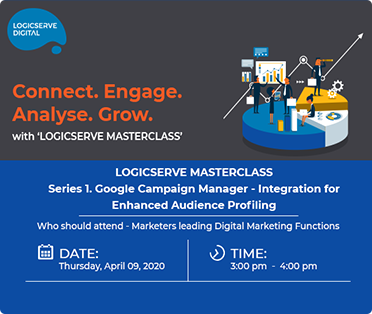 LOGICSERVE
DIGITAL
Connect. Engage.
Analyse. Grow.
with ‘LOGICSERVE MASTERCLASS’
LOGICSERVE MASTERCLASS
Series 1. Google Campaign Manager - Integration for
Enhanced Audience Profiling
Who should attend - Marketers leading Digital Marketing Functions
DATE:
Thursday, April 09, 2020
TIME:
3:00 pm - 4:00 pm